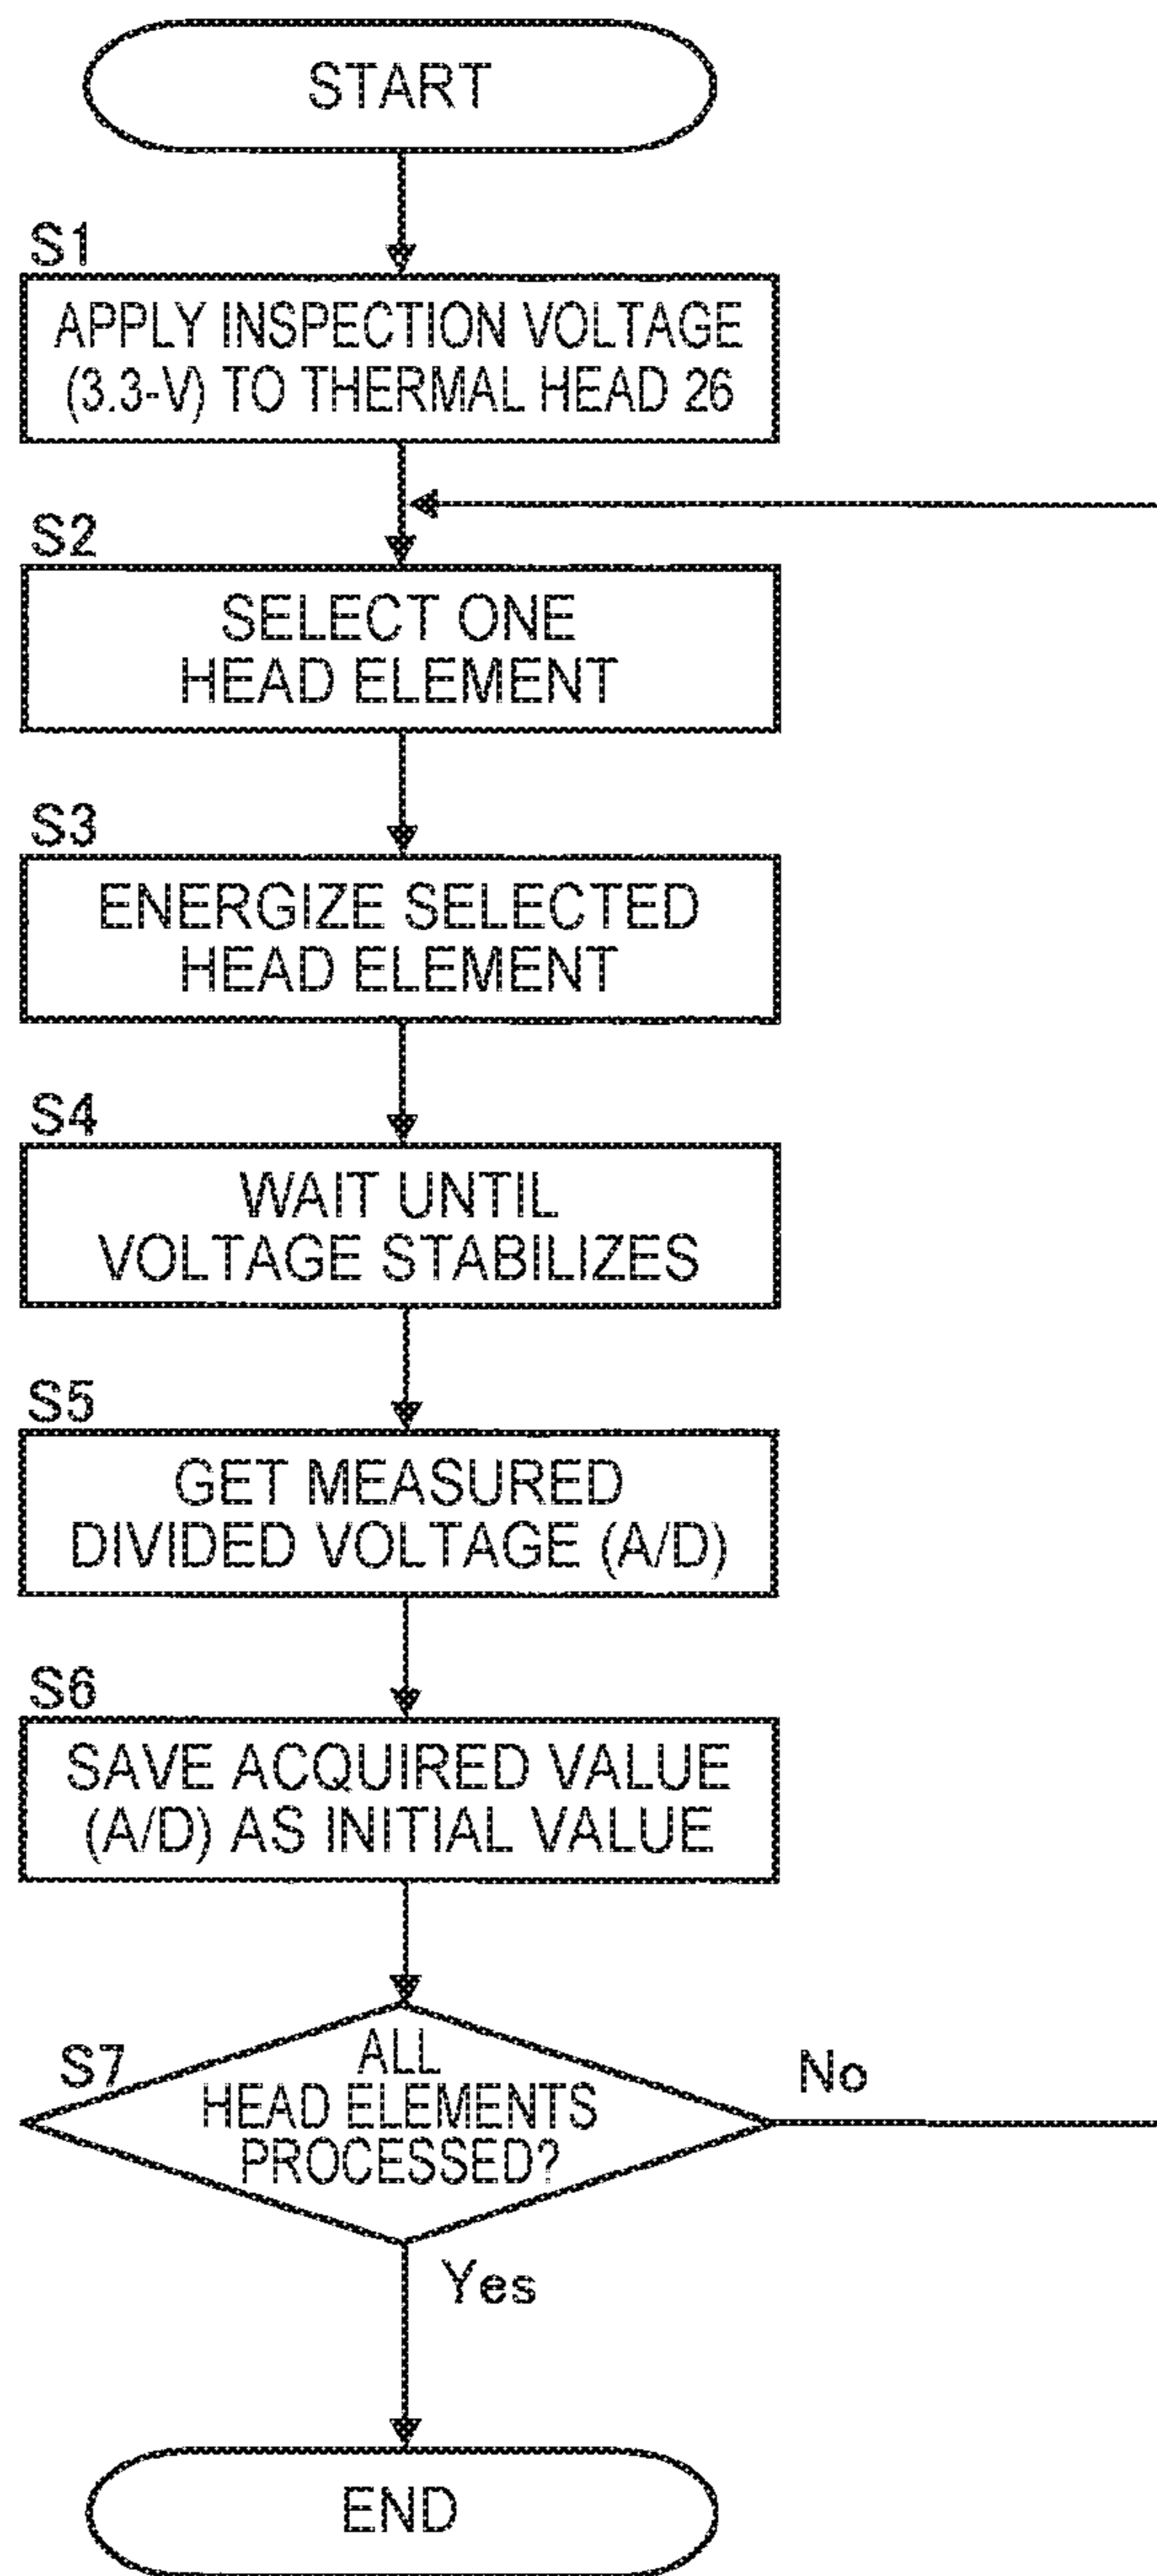 START
S1
APPLY INSPECTION VOLTAGE
(3.3-V) TO THERMAL HEAD 26
S2
SELECT ONE
HEAD ELEMENT
S3
ENERGIZE SELECTED
HEAD ELEMENT
S4
WAIT UNTIL
VOLTAGE STABILIZES
S5
GET MEASURED
DIVIDED VOLTAGE (A/D)
S6
SAVE ACQUIRED VALUE
(A/D) AS INITIAL VALUE
S7
ALL
HEAD ELEMENTS
PROCESSED?
No
Yes
END